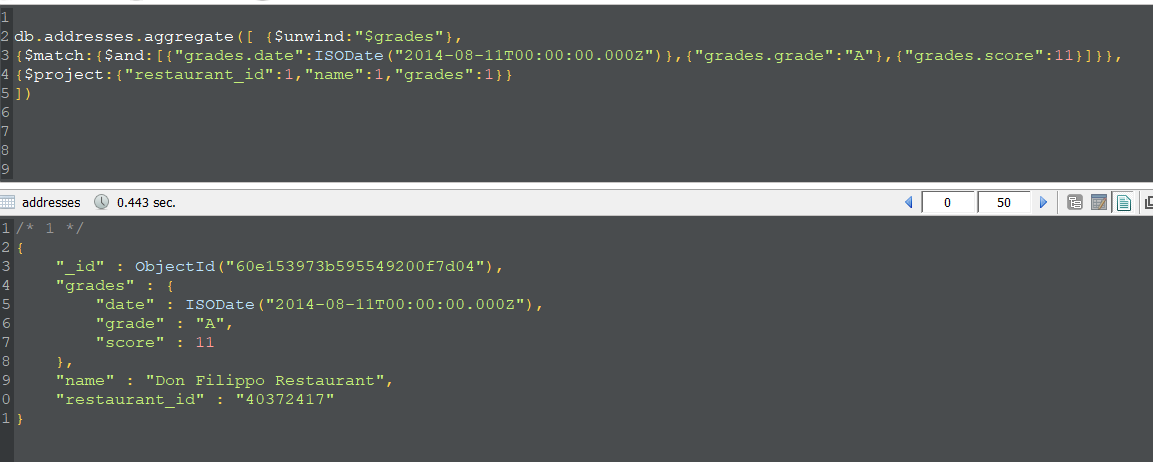 1
2 db.addresses.aggregate([ {$unwind:"$grades"},
3 {$match:{$and:[{"grades.date":ISODate("2014-08-11T00:00:00.000Z")},{"grades.grade":"A"},{"grades.score":11}]}},
4 {$project:{"restaurant_id":1,"name":1,"grades":1}}
5 ])
6
7
8
9
addresses 0.443 sec. 0 50
1 /* 1 */
2 {
3 "_id" : ObjectId("60e153973b595549200f7d04"),
4 "grades" : {
5 "date" : ISODate("2014-08-11T00:00:00.000Z"),
6 "grade" : "A",
7 "score" : 11
8 },
9 "name" : "Don Filippo Restaurant",
0 "restaurant_id" : "40372417"
1 }